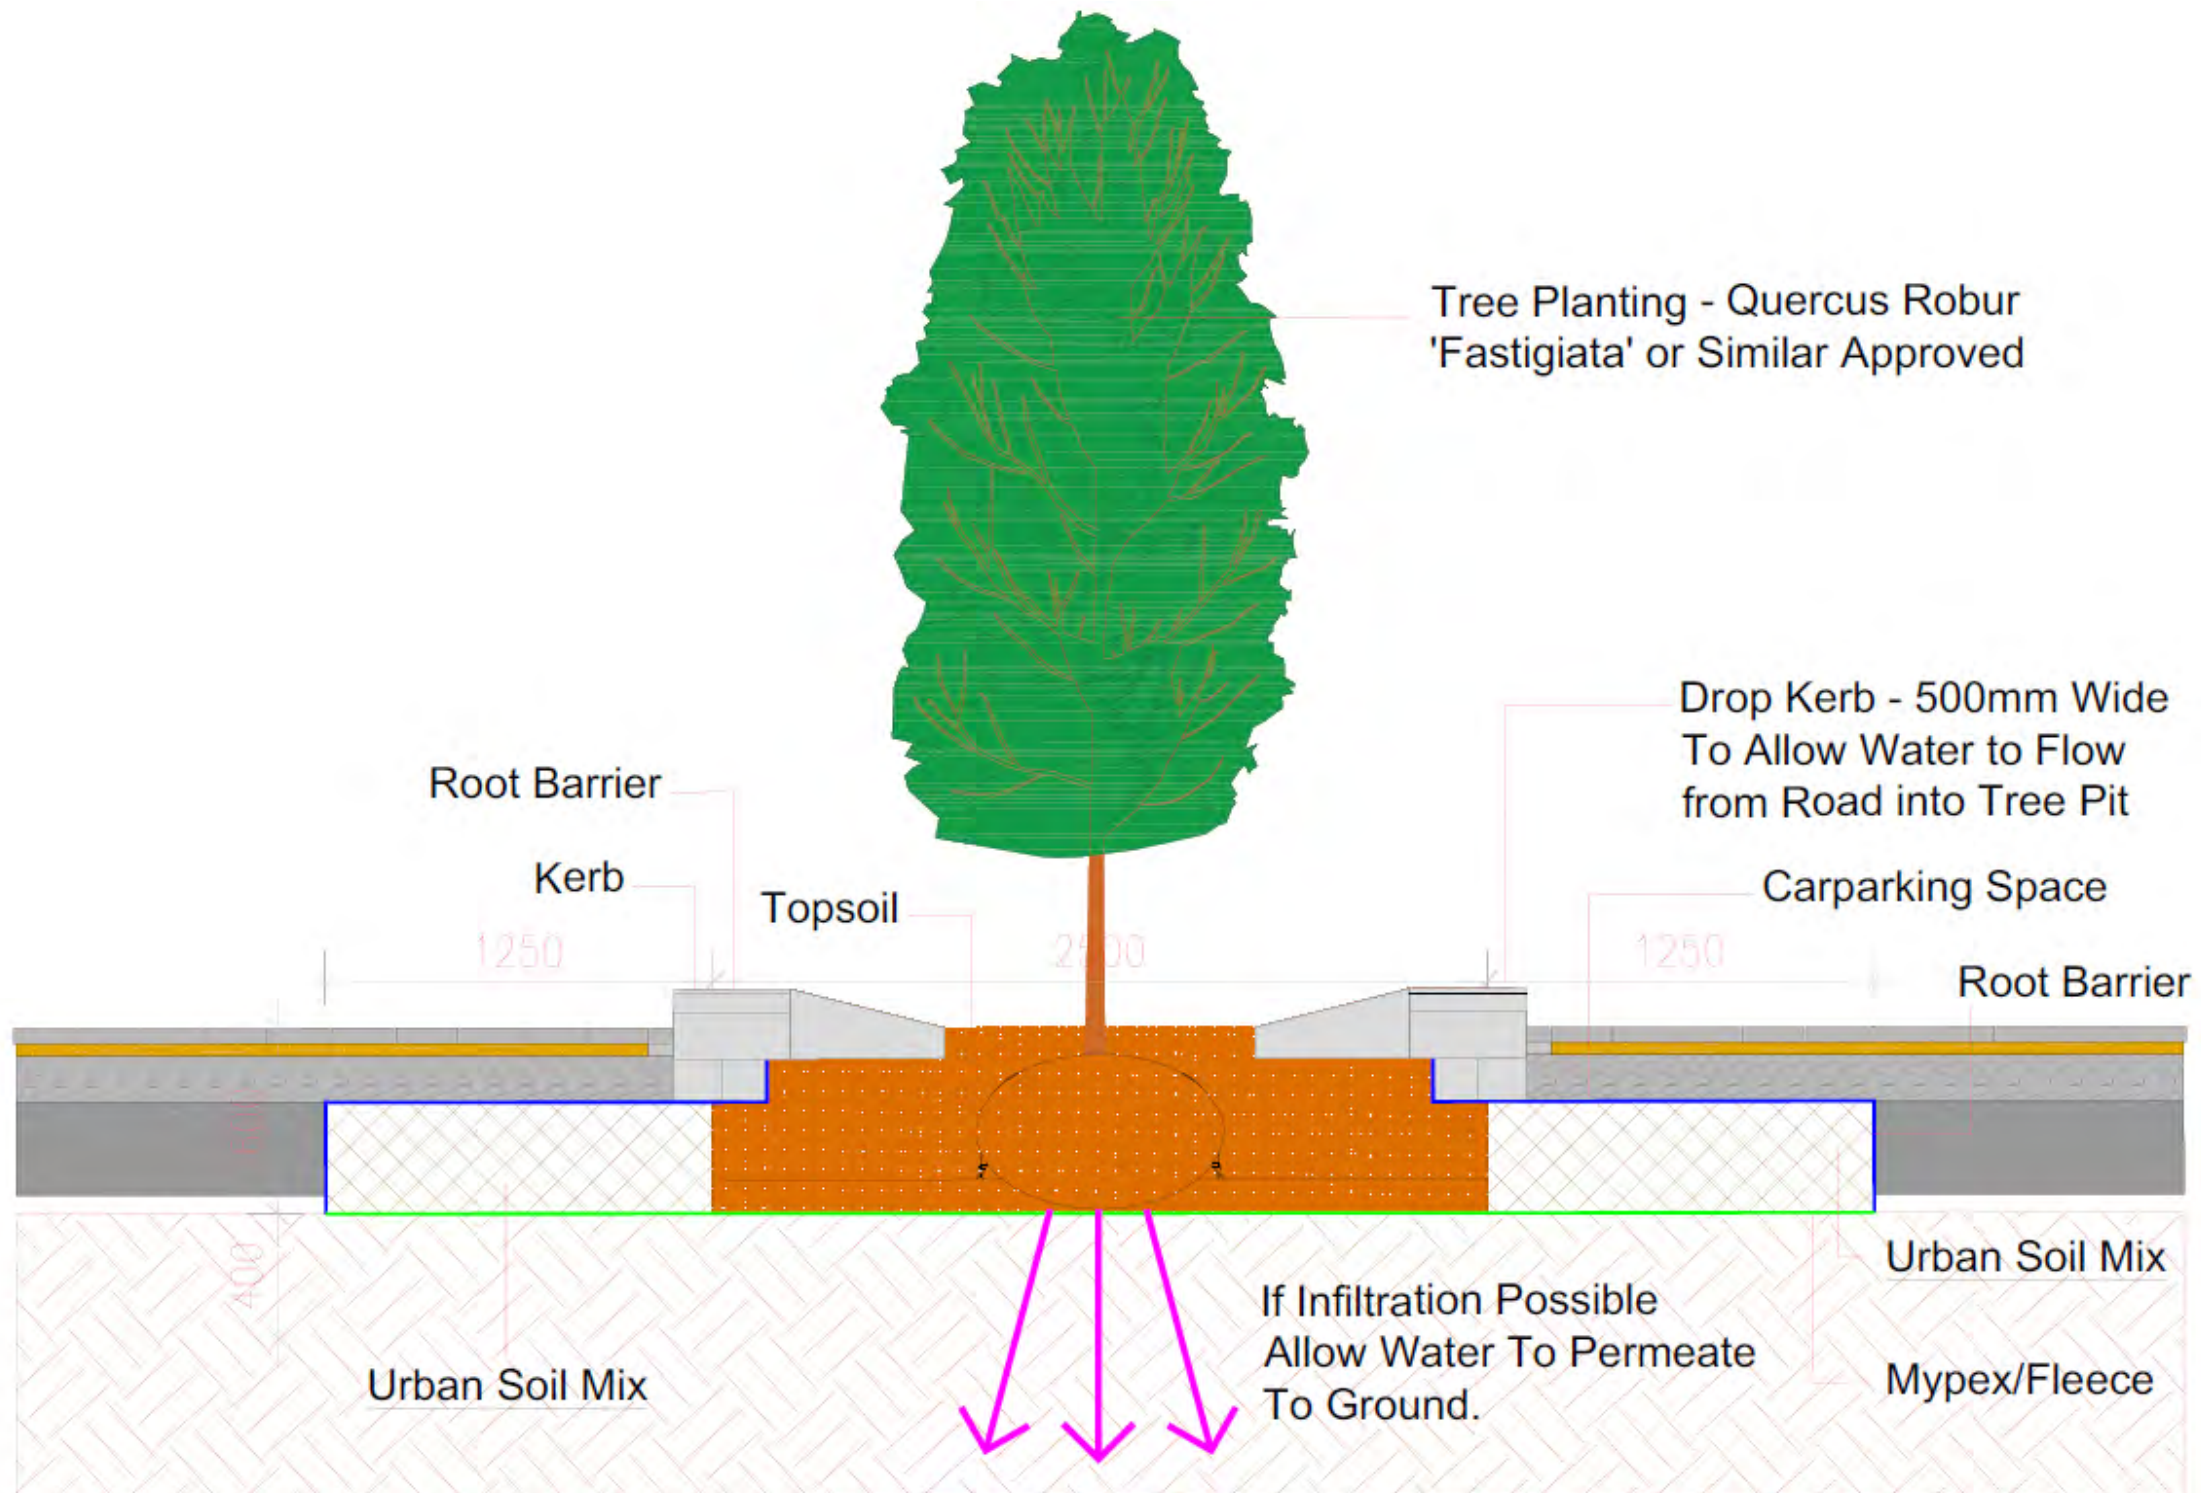 Tree Planting - Quercus Robur
'Fastigiata' or Similar Approved
Drop Kerb - 500mm Wide
To Allow Water to Flow
from Road into Tree Pit
Root Barrier
Kerb
Topsoil
Carparking Space
1250
1250
Root Barrier
400
Urban Soil Mix
If Infiltration Possible
Allow Water To Permeate
To Ground.
Urban Soil Mix
Mypex/Fleece